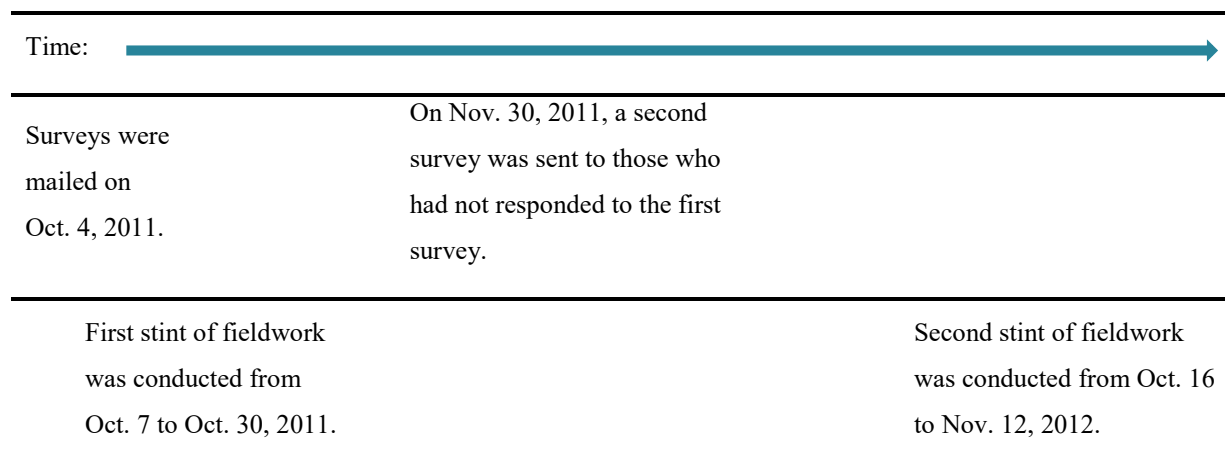 Time:
Surveys were
mailed on
Oct. 4, 2011.
On Nov. 30, 2011, a second
survey was sent to those who
had not responded to the first
survey.
First stint of fieldwork
was conducted from
Oct. 7 to Oct. 30, 2011.
Second stint of fieldwork
was conducted from Oct. 16
to Nov. 12, 2012.